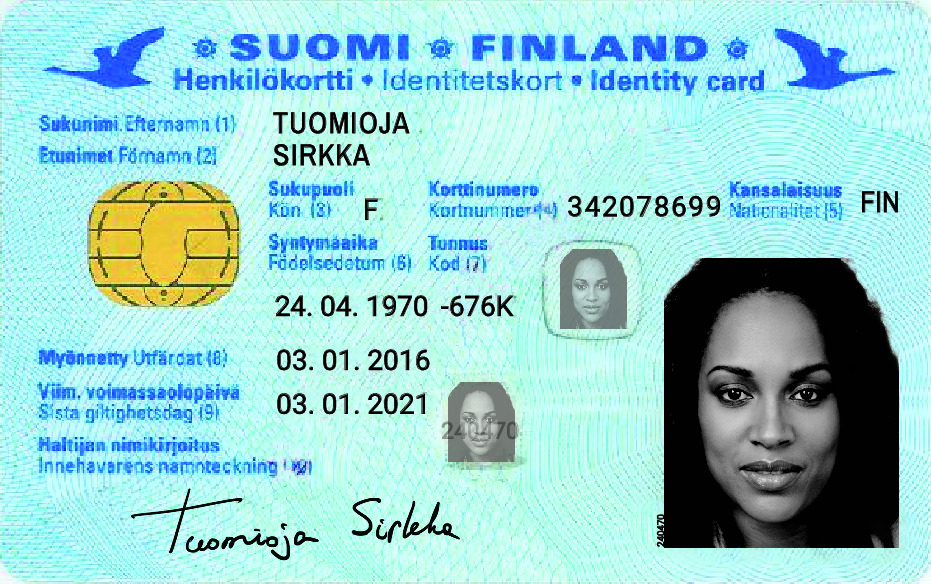 SUOMI FINLAND
Henkilökortti • Identitetskort • Identity card
Sukunimi Efternamn (1) TUOMIOJA
Etunimet Förnamn (2) SIRKKA
Sukupuoli Korttinumero Kansalaisuus
Kön (3) F Kortnummer (4) 342078699 Nationalitet (5) FIN
Syntymäaika Tunnus
Födelsedatum (6) Kod (7)
24. 04. 1970 -676K
Myönnetty Utfärdat (8) 03. 01. 2016
Viim. voimassaolopäivä 03. 01. 2021
Sista giltighetsdag (9)
240470
Haltijan nimikirjoitus
Innehavarens namnteckning (10)
Tuomioja Sirkka
240470